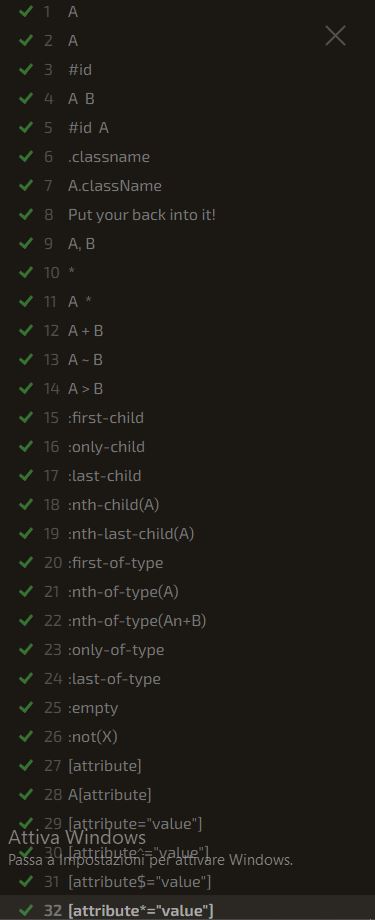 1 A
2 A
3 #id
4 A B
5 #id A
6 .classname
7 A.className
8 Put your back into it!
9 A, B
10 *
11 A *
12 A + B
13 A ~ B
14 A > B
15 :first-child
16 :only-child
17 :last-child
18 :nth-child(A)
19 :nth-last-child(A)
20 :first-of-type
21 :nth-of-type(A)
22 :nth-of-type(An+B)
23 :only-of-type
24 :last-of-type
25 :empty
26 :not(X)
27 [attribute]
28 A[attribute]
29 [attribute="value"]
Attiva Windows
30 [attribute^="value"]
Passa a Impostazioni per attivare Windows.
31 [attribute$="value"]
32 [attribute*="value"]